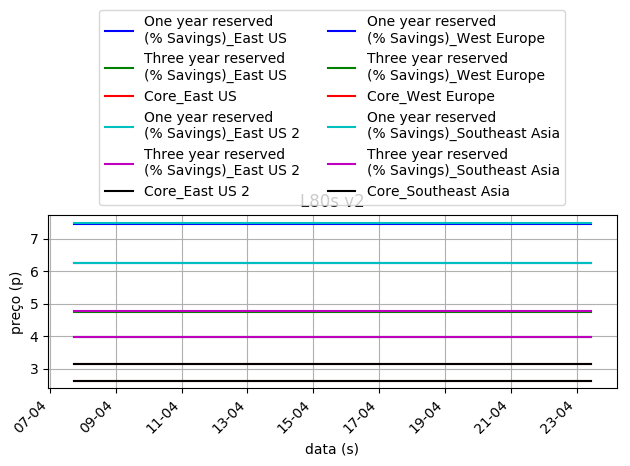 One year reserved
(% Savings)_East US
Three year reserved
(% Savings)_East US
Core_East US
One year reserved
(% Savings)_East US 2
Three year reserved
(% Savings)_East US 2
Core_East US 2
One year reserved
(% Savings)_West Europe
Three year reserved
(% Savings)_West Europe
Core_West Europe
One year reserved
(% Savings)_Southeast Asia
Three year reserved
(% Savings)_Southeast Asia
Core_Southeast Asia
L80s v2
preço (p)
7
6
5
4
3
07-04
09-04
11-04
13-04
15-04
17-04
19-04
21-04
23-04
data (s)